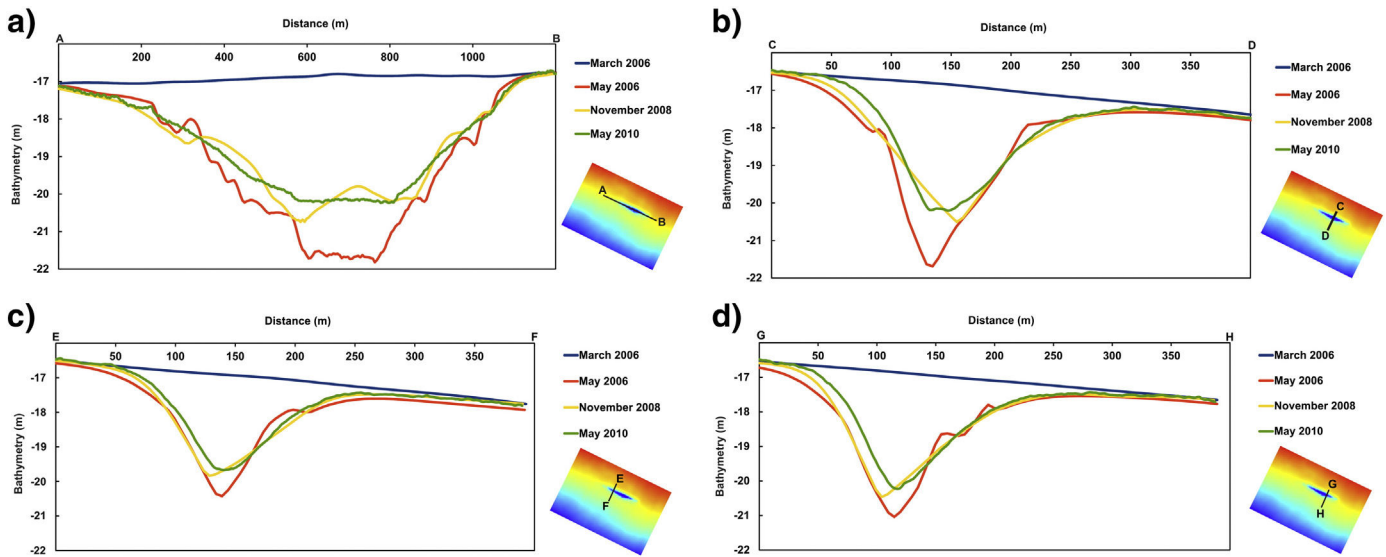 a)
Distance (m)
A
B
200 400 600 800 1000
-17
-18
-19
-20
-21
-22
Bathymetry (m)
March 2006
May 2006
November 2008
May 2010
A
B
b)
Distance (m)
C
D
50 100 150 200 250 300 350
-16
-17
-18
-19
-20
-21
-22
Bathymetry (m)
March 2006
May 2006
November 2008
May 2010
C
D
c)
Distance (m)
E
F
50 100 150 200 250 300 350
-17
-18
-19
-20
-21
-22
Bathymetry (m)
March 2006
May 2006
November 2008
May 2010
E
F
d)
Distance (m)
G
H
50 100 150 200 250 300 350
-17
-18
-19
-20
-21
-22
Bathymetry (m)
March 2006
May 2006
November 2008
May 2010
G
H